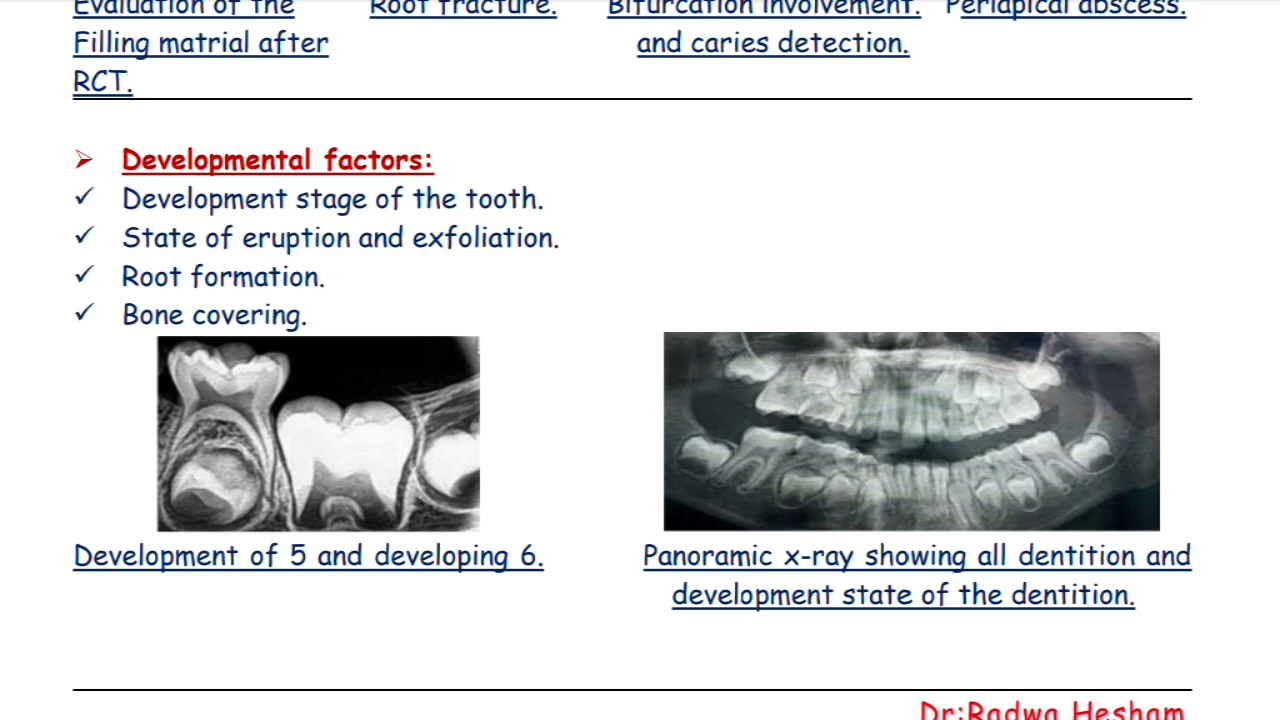 Evaluation of the Root fracture. Bifurcation involvement. Periapical abscess.
Filling matrial after and caries detection.
RCT.
➢ Developmental factors:
✓ Development stage of the tooth.
✓ State of eruption and exfoliation.
✓ Root formation.
✓ Bone covering.
Development of 5 and developing 6. Panoramic x-ray showing all dentition and
development state of the dentition.
Dr:Radwa Hesham